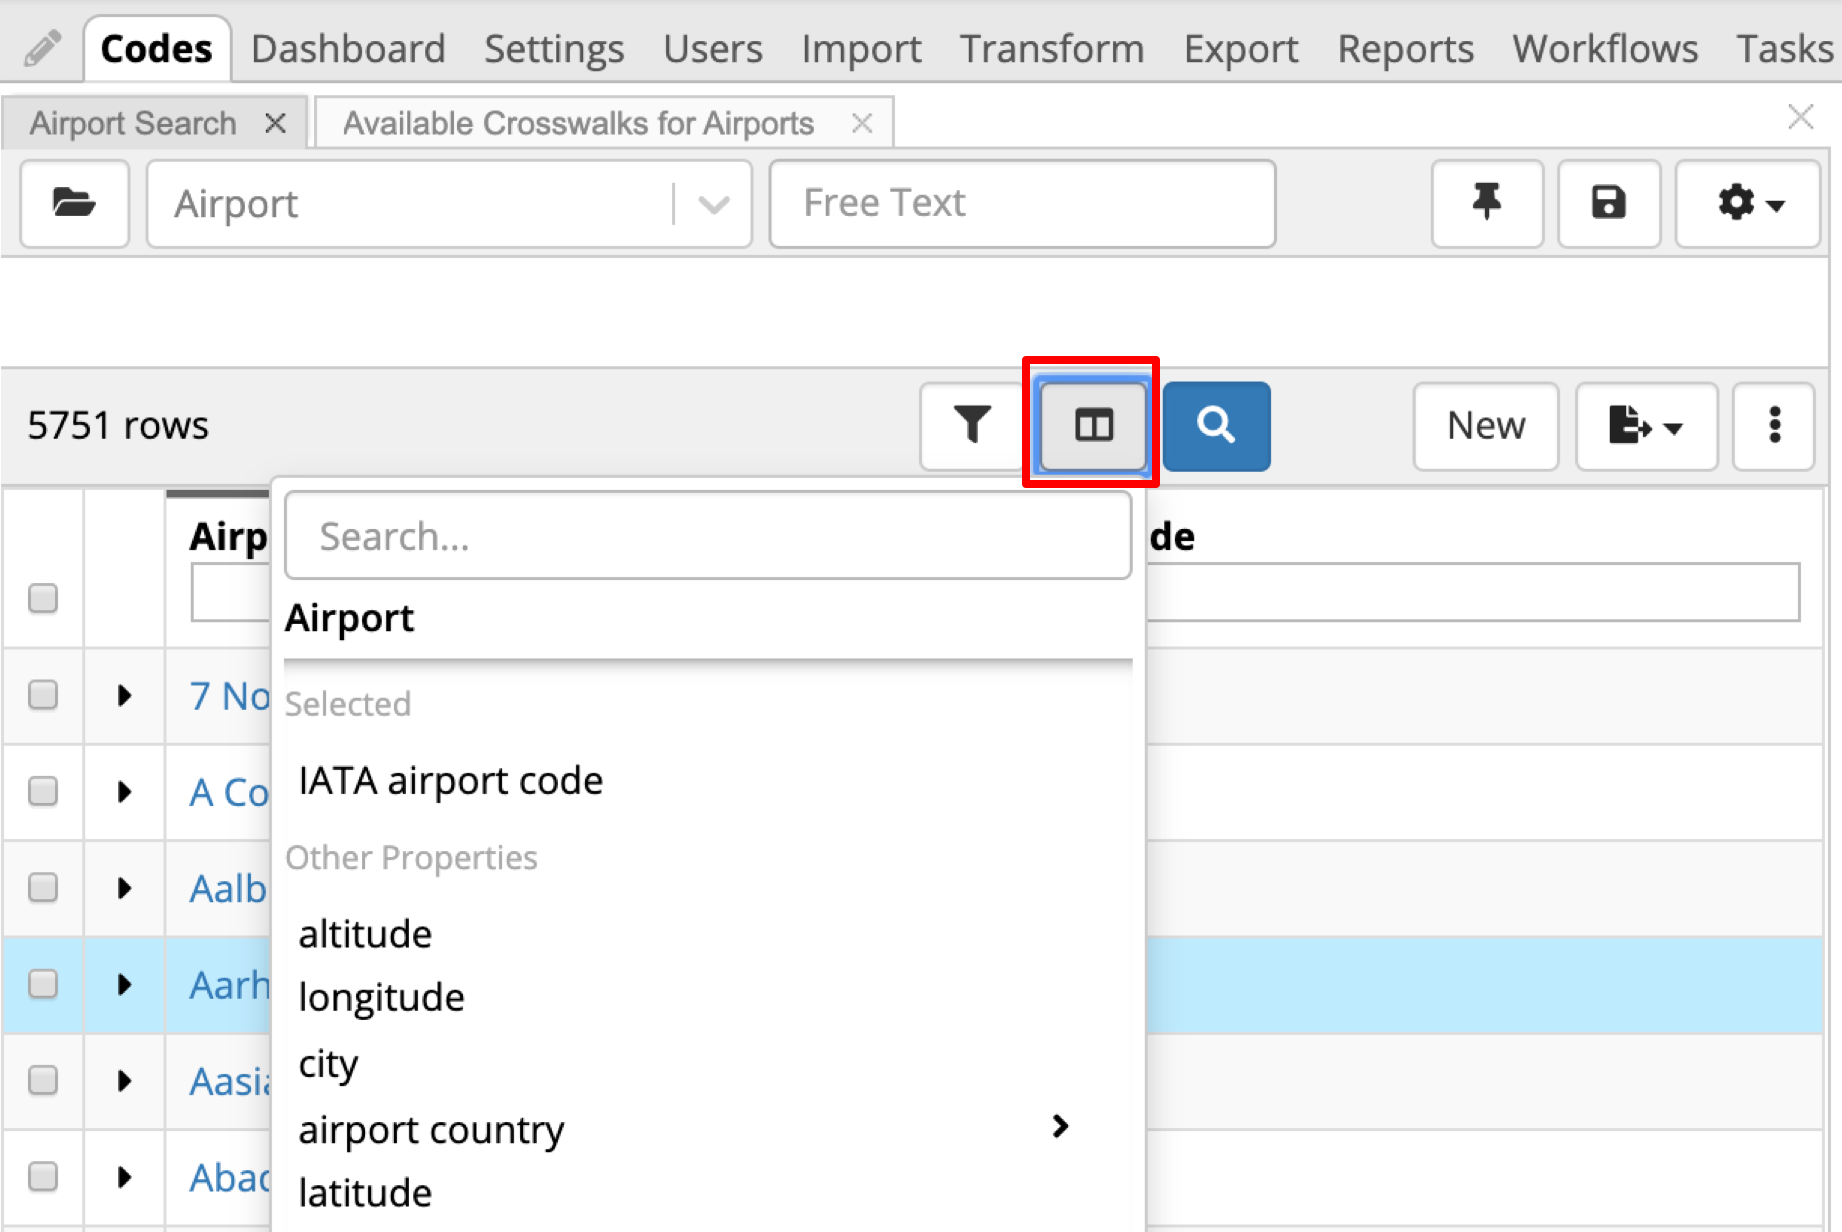 Codes Dashboard Settings Users Import Transform Export Reports Workflows Tasks
Airport Search Available Crosswalks for Airports
Airport Free Text
5751 rows New
Airp de
Search...
Airport
7 No
Selected
A Co
IATA airport code
Other Properties
Aalb
altitude
Aarh
longitude
city
Aasia
airport country
Abad
latitude